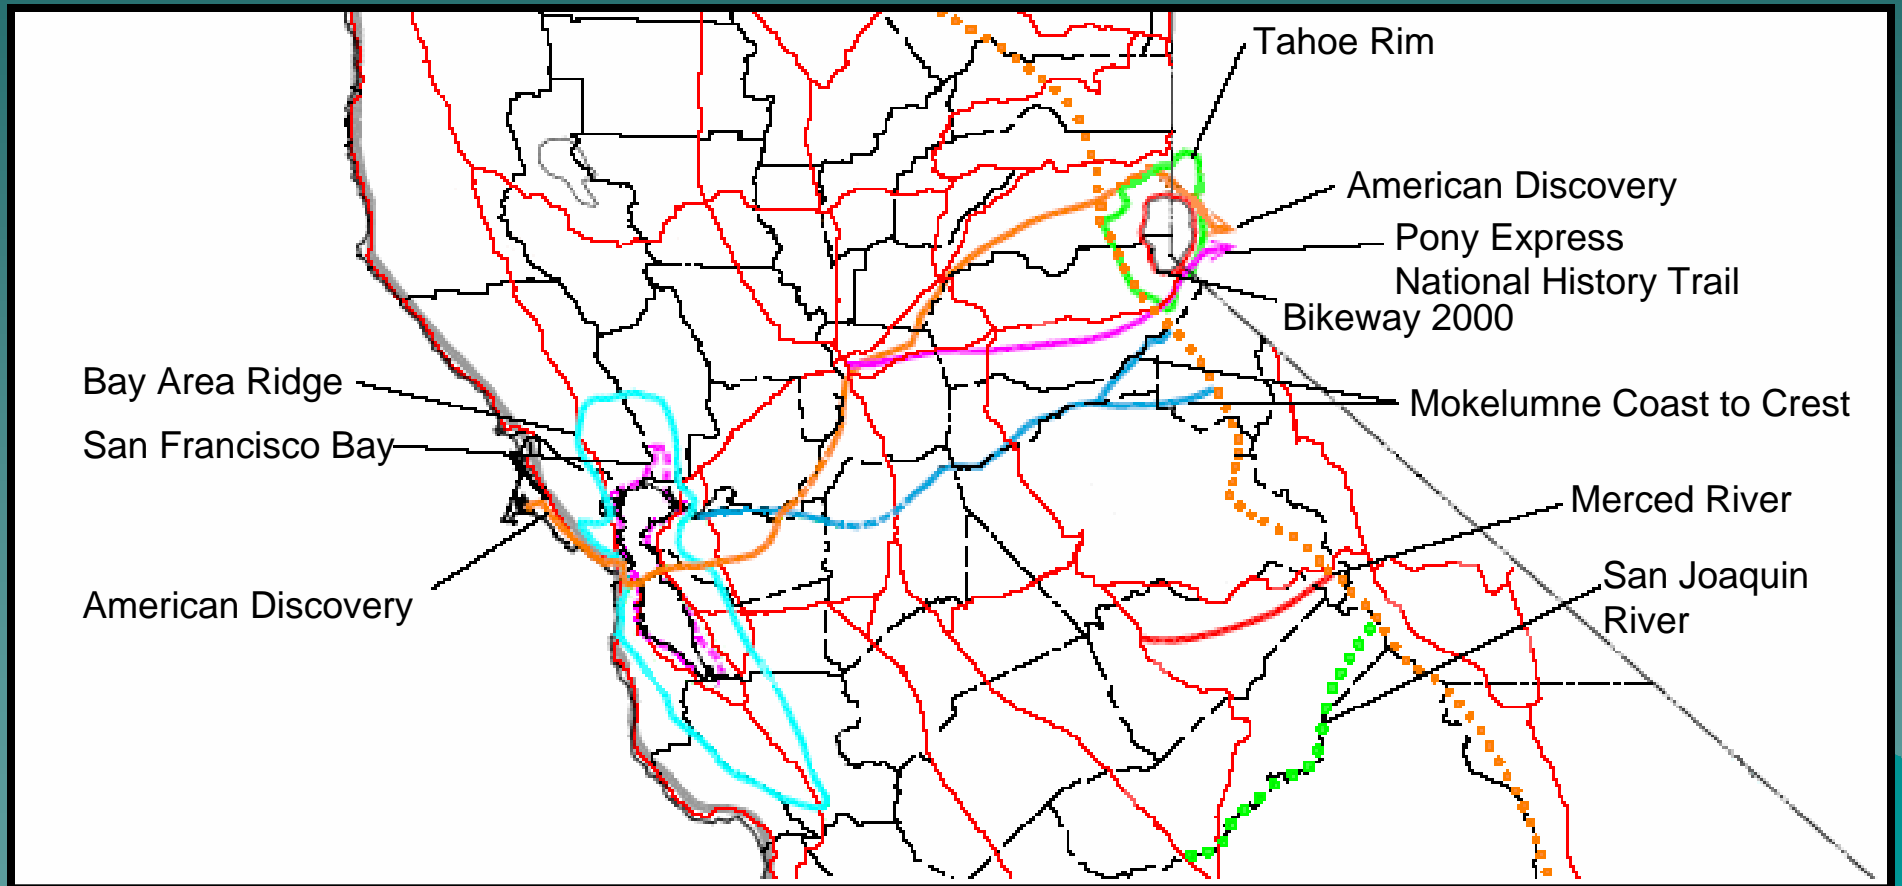 Tahoe Rim
American Discovery
Pony Express
National History Trail
Bikeway 2000
Bay Area Ridge
Mokelumne Coast to Crest
San Francisco Bay
Merced River
San Joaquin
River
American Discovery